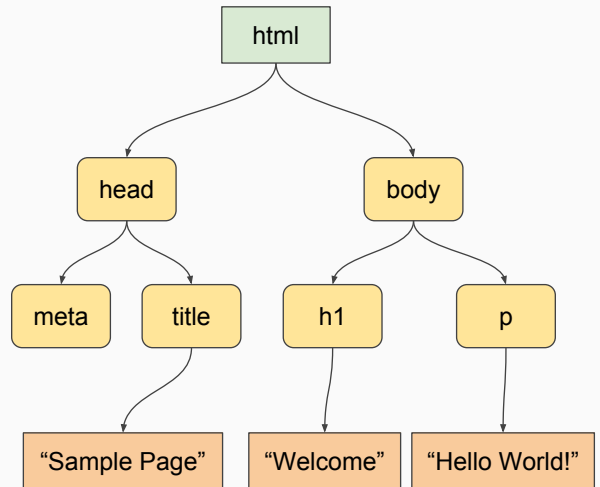 html
head
body
meta
title
h1
p
“Sample Page”
“Welcome”
“Hello World!”